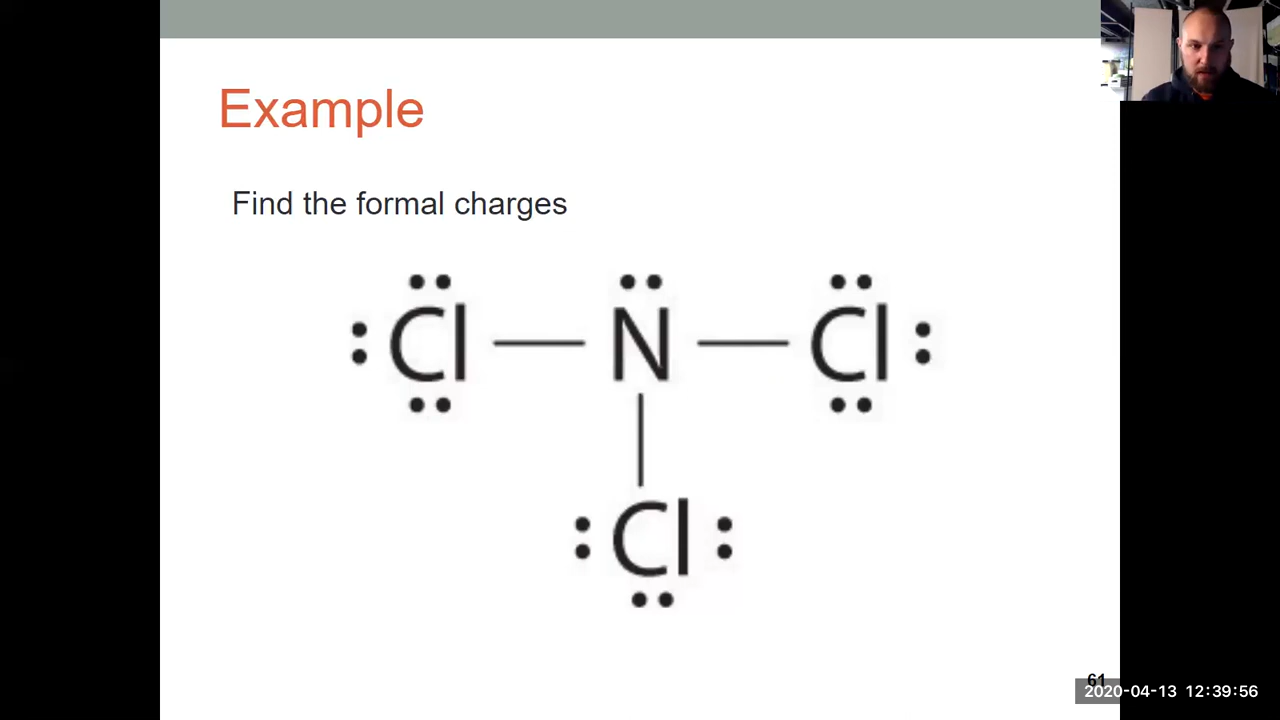 Example
Find the formal charges
Cl N Cl
Cl
61
2020-04-13 12:39:56